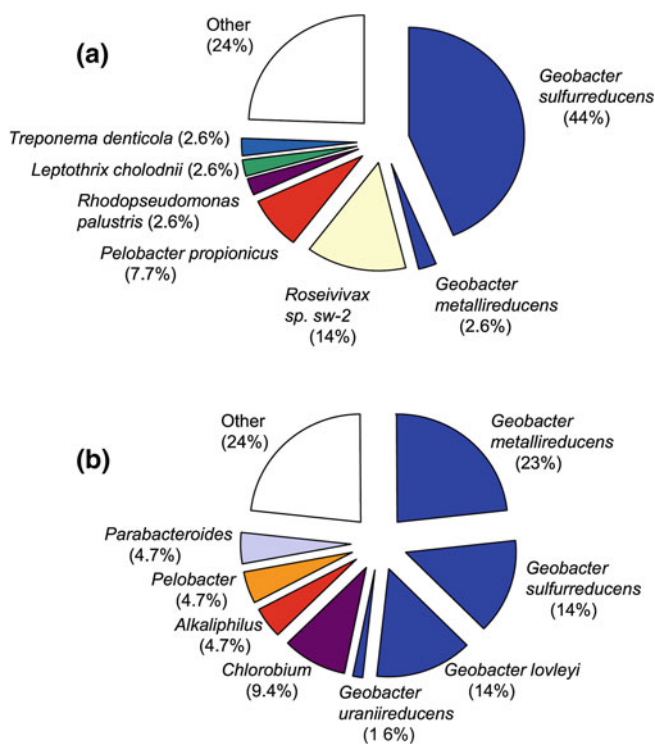 (a)
Other
(24%)
Geobacter
sulfurreducens
(44%)
Treponema denticola (2.6%)
Leptothrix cholodnii (2.6%)
Rhodopseudomonas
palustris (2.6%)
Pelobacter propionicus
(7.7%)
Roseivivax
sp. sw-2
(14%)
Geobacter
metallireducens
(2.6%)
(b)
Other
(24%)
Geobacter
metallireducens
(23%)
Parabacteroides
(4.7%)
Pelobacter
(4.7%)
Alkaliphilus
(4.7%)
Chlorobium
(9.4%)
Geobacter
uraniireducens
(1 6%)
Geobacter lovleyi
(14%)
Geobacter
sulfurreducens
(14%)